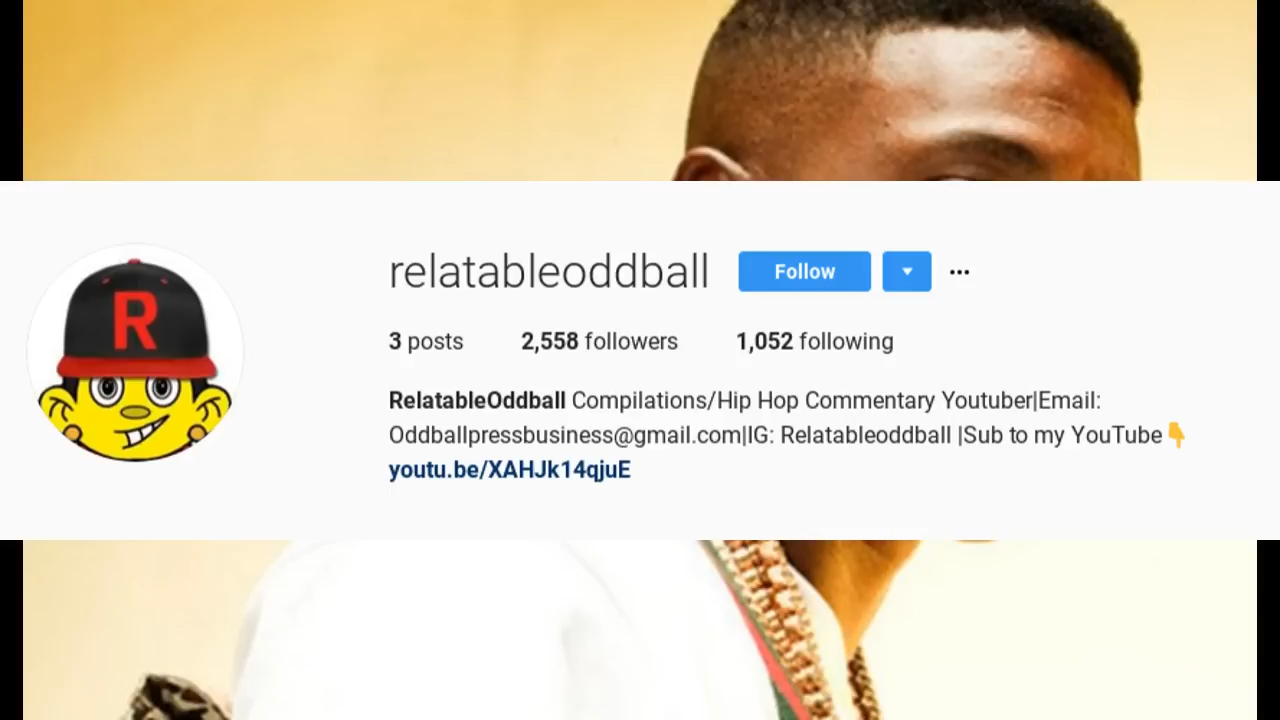 R
relatableoddball Follow
3 posts 2,558 followers 1,052 following
RelatableOddball Compilations/Hip Hop Commentary Youtuber|Email:
Oddballpressbusiness@gmail.com|IG: Relatableoddball |Sub to my YouTube👇
youtu.be/XAHJk14qjuE